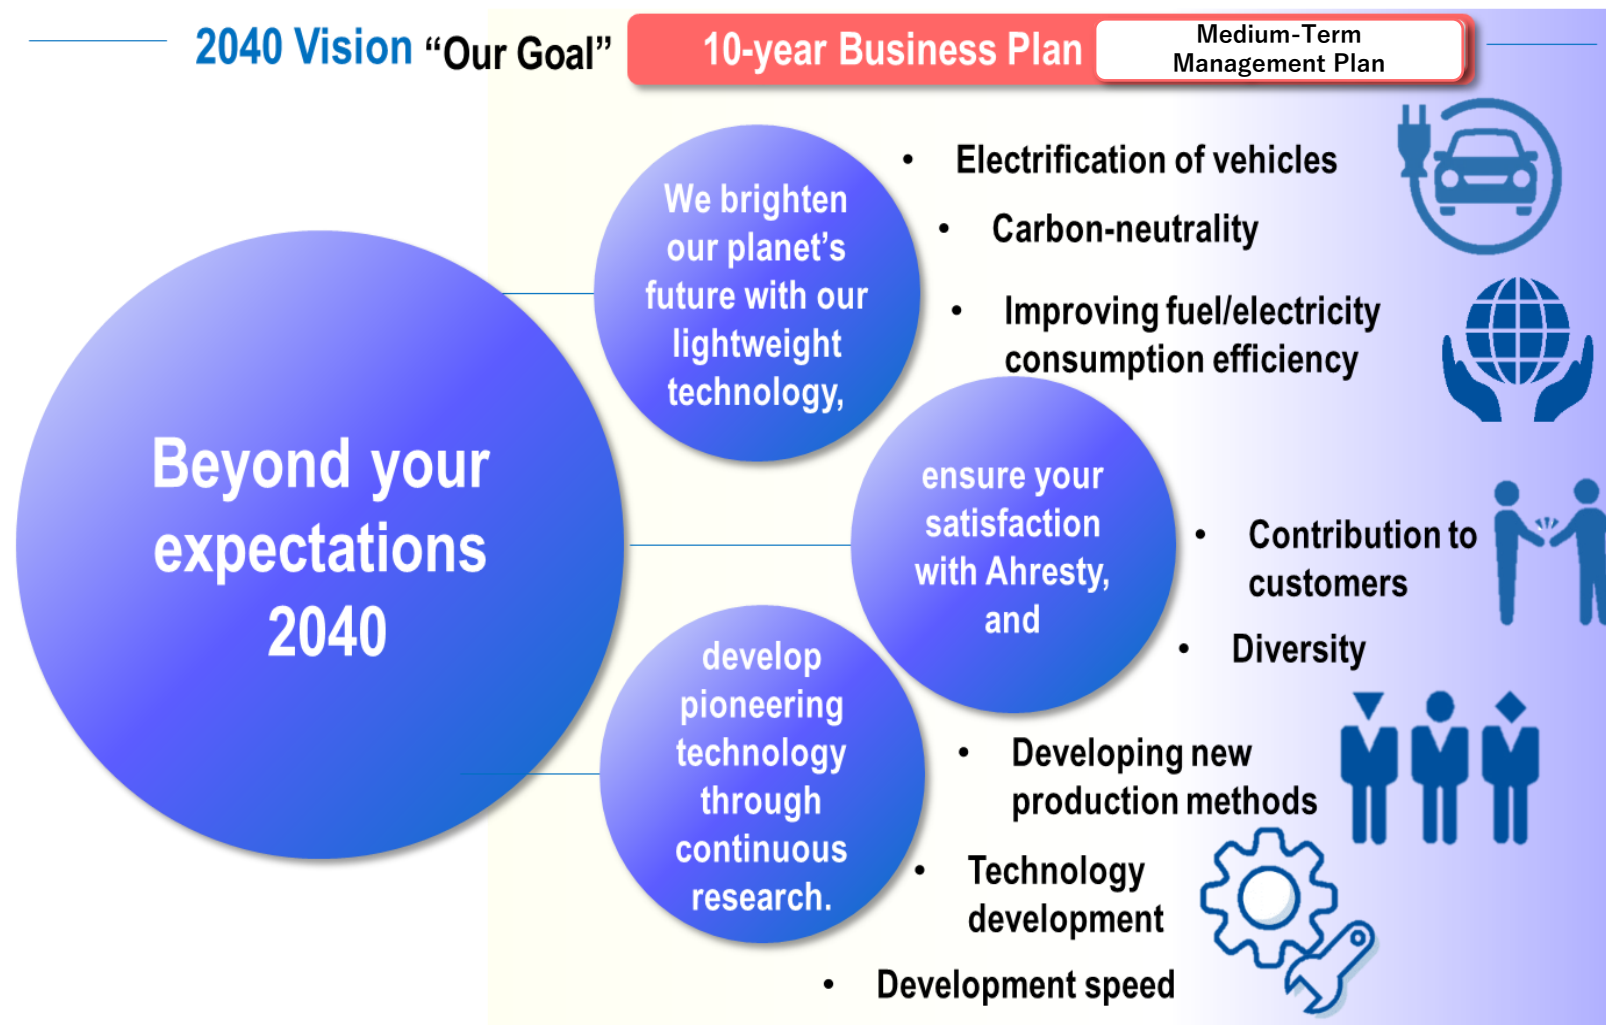 2040 Vision “Our Goal”
10-year Business Plan
Medium-Term
Management Plan
Beyond your
expectations
2040
We brighten
our planet’s
future with our
lightweight
technology,
• Electrification of vehicles
• Carbon-neutrality
• Improving fuel/electricity
consumption efficiency
ensure your
satisfaction
with Ahresty,
and
• Contribution to
customers
• Diversity
develop
pioneering
technology
through
continuous
research.
• Developing new
production methods
• Technology
development
• Development speed